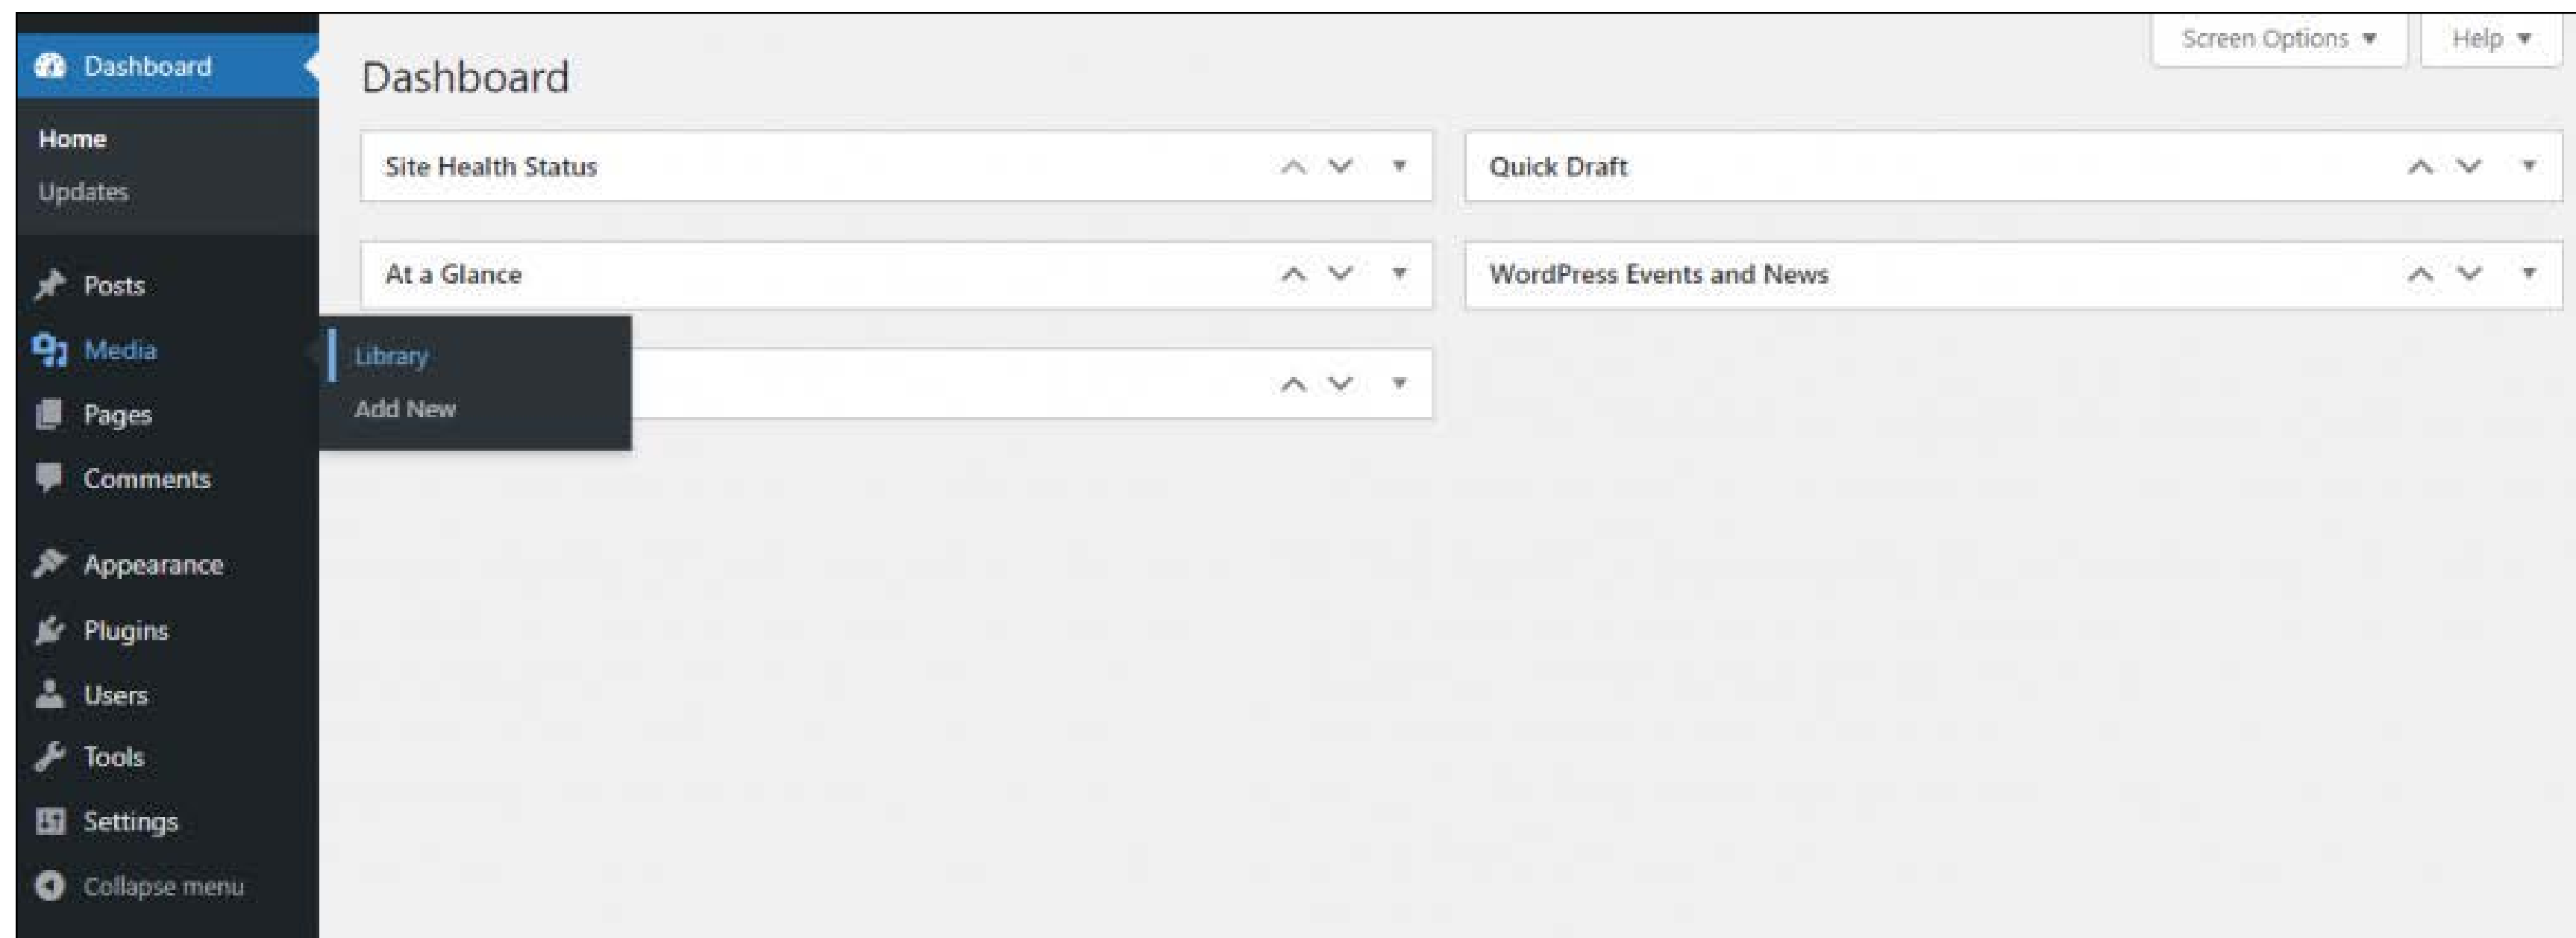 Dashboard
Home
Updates
Posts
Media
Pages
Comments
Appearance
Plugins
Users
Tools
Settings
Collapse menu
Library
Add New
Screen Options
Help
Dashboard
Site Health Status
Quick Draft
At a Glance
WordPress Events and News